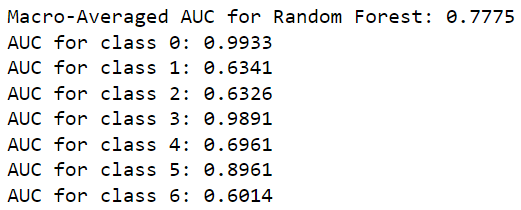 Macro-Averaged AUC for Random Forest: 0.7775
AUC for class 0: 0.9933
AUC for class 1: 0.6341
AUC for class 2: 0.6326
AUC for class 3: 0.9891
AUC for class 4: 0.6961
AUC for class 5: 0.8961
AUC for class 6: 0.6014